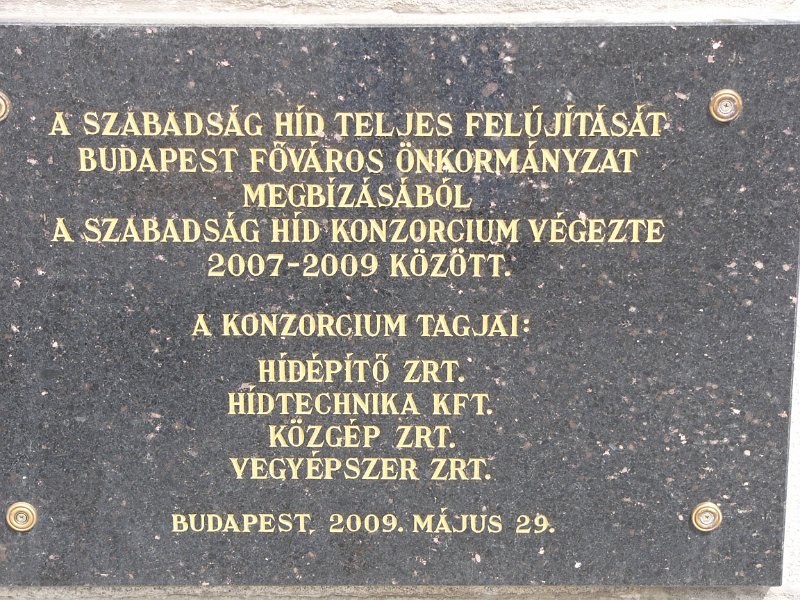 A SZABADSÁG HÍD TELJES FELÚJÍTÁSÁT
BUDAPEST FŐVÁROS ÖNKORMÁNYZAT
MEGBÍZÁSÁBÓL
A SZABADSÁG HÍD KONZORCIUM VÉGEZTE
2007-2009 KÖZÖTT.
A KONZORCIUM TAGJAI:
HÍDÉPÍTŐ ZRT.
HÍDTECHNIKA KFT.
KÖZGÉP ZRT.
VEGYÉPSZER ZRT.
BUDAPEST, 2009. MÁJUS 29.